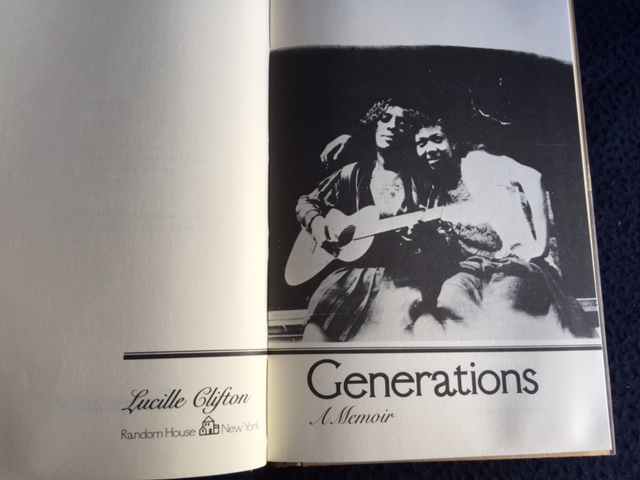 Lucille Clifton
Random House New York
Generations
A Memoir